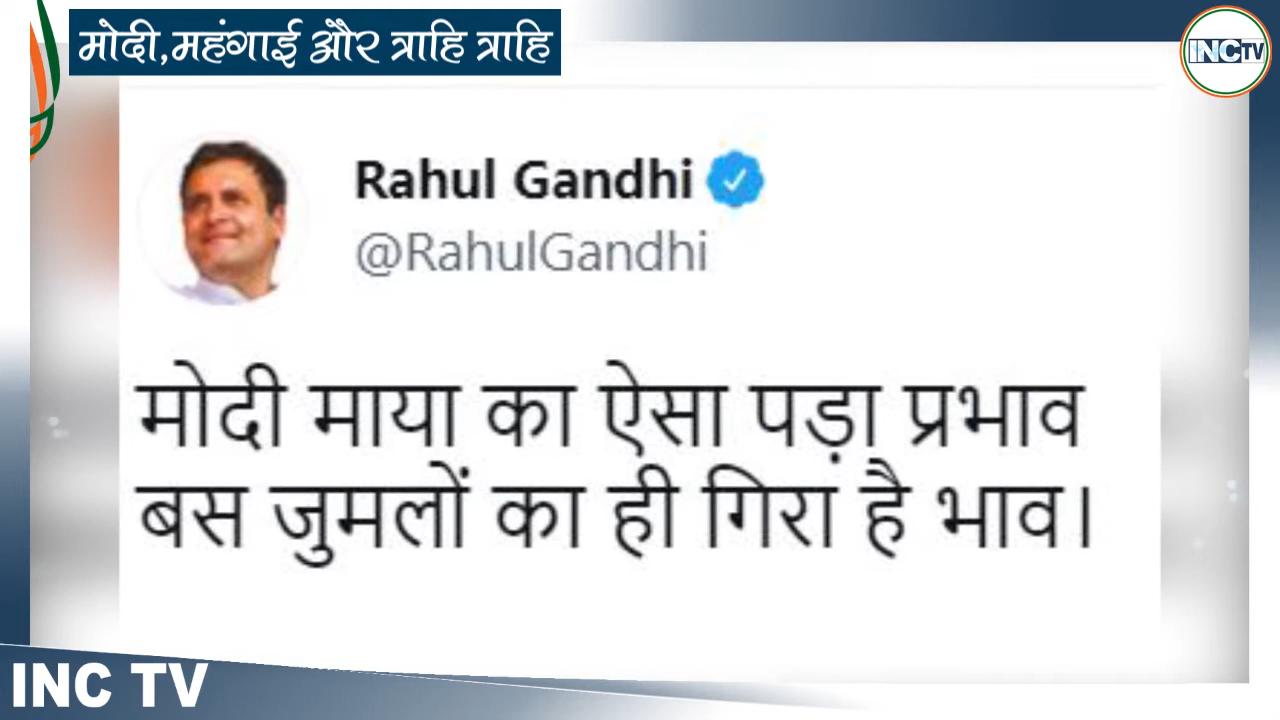 मोदी,महंगाई और त्राहि त्राहि
INCTV
Rahul Gandhi
@RahulGandhi
मोदी माया का ऐसा पड़ा प्रभाव
बस जुमलों का ही गिरा है भाव।
INC TV